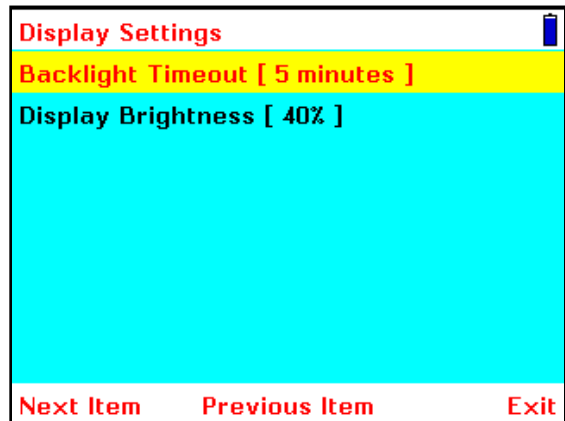 Display Settings
Backlight Timeout [ 5 minutes ]
Display Brightness [ 40% ]
Next Item Previous Item Exit